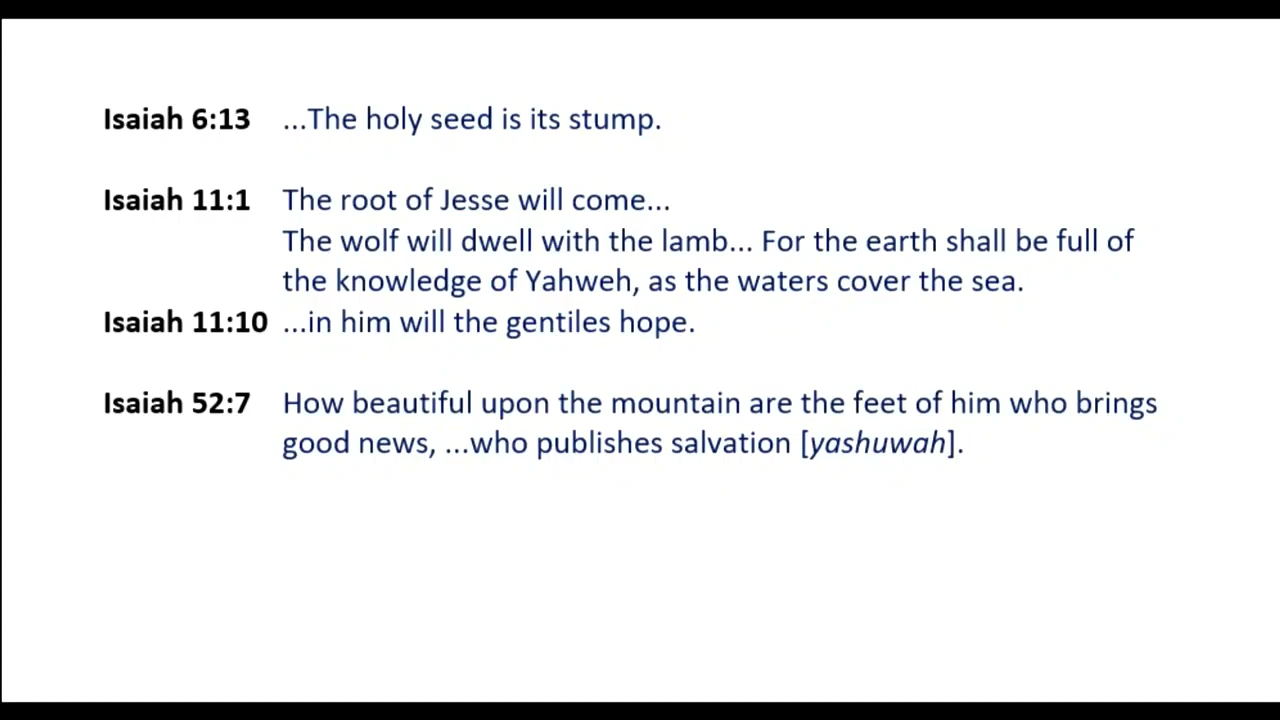 Isaiah 6:13 ...The holy seed is its stump.
Isaiah 11:1 The root of Jesse will come...
The wolf will dwell with the lamb... For the earth shall be full of
the knowledge of Yahweh, as the waters cover the sea.
Isaiah 11:10 ...in him will the gentiles hope.
Isaiah 52:7 How beautiful upon the mountain are the feet of him who brings
good news, ...who publishes salvation [yashuwah].